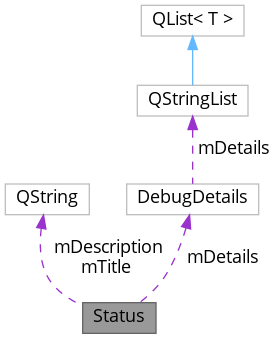 QList< T >
QStringList
mDetails
QString
DebugDetails
mDescription
mTitle
mDetails
Status